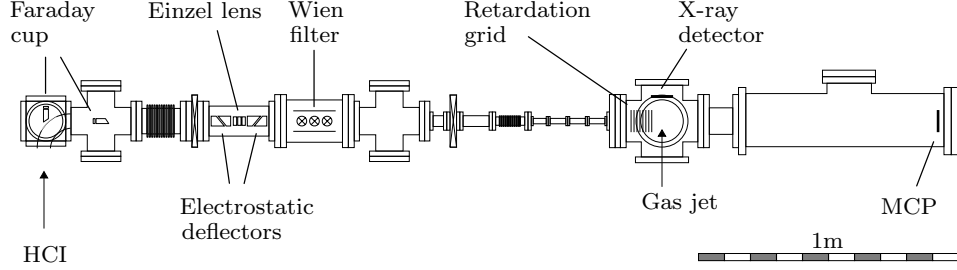 Faraday
cup
Einzel lens
Wien
filter
Retardation
grid
X-ray
detector
Electrostatic
deflectors
HCI
Gas jet
MCP
1m